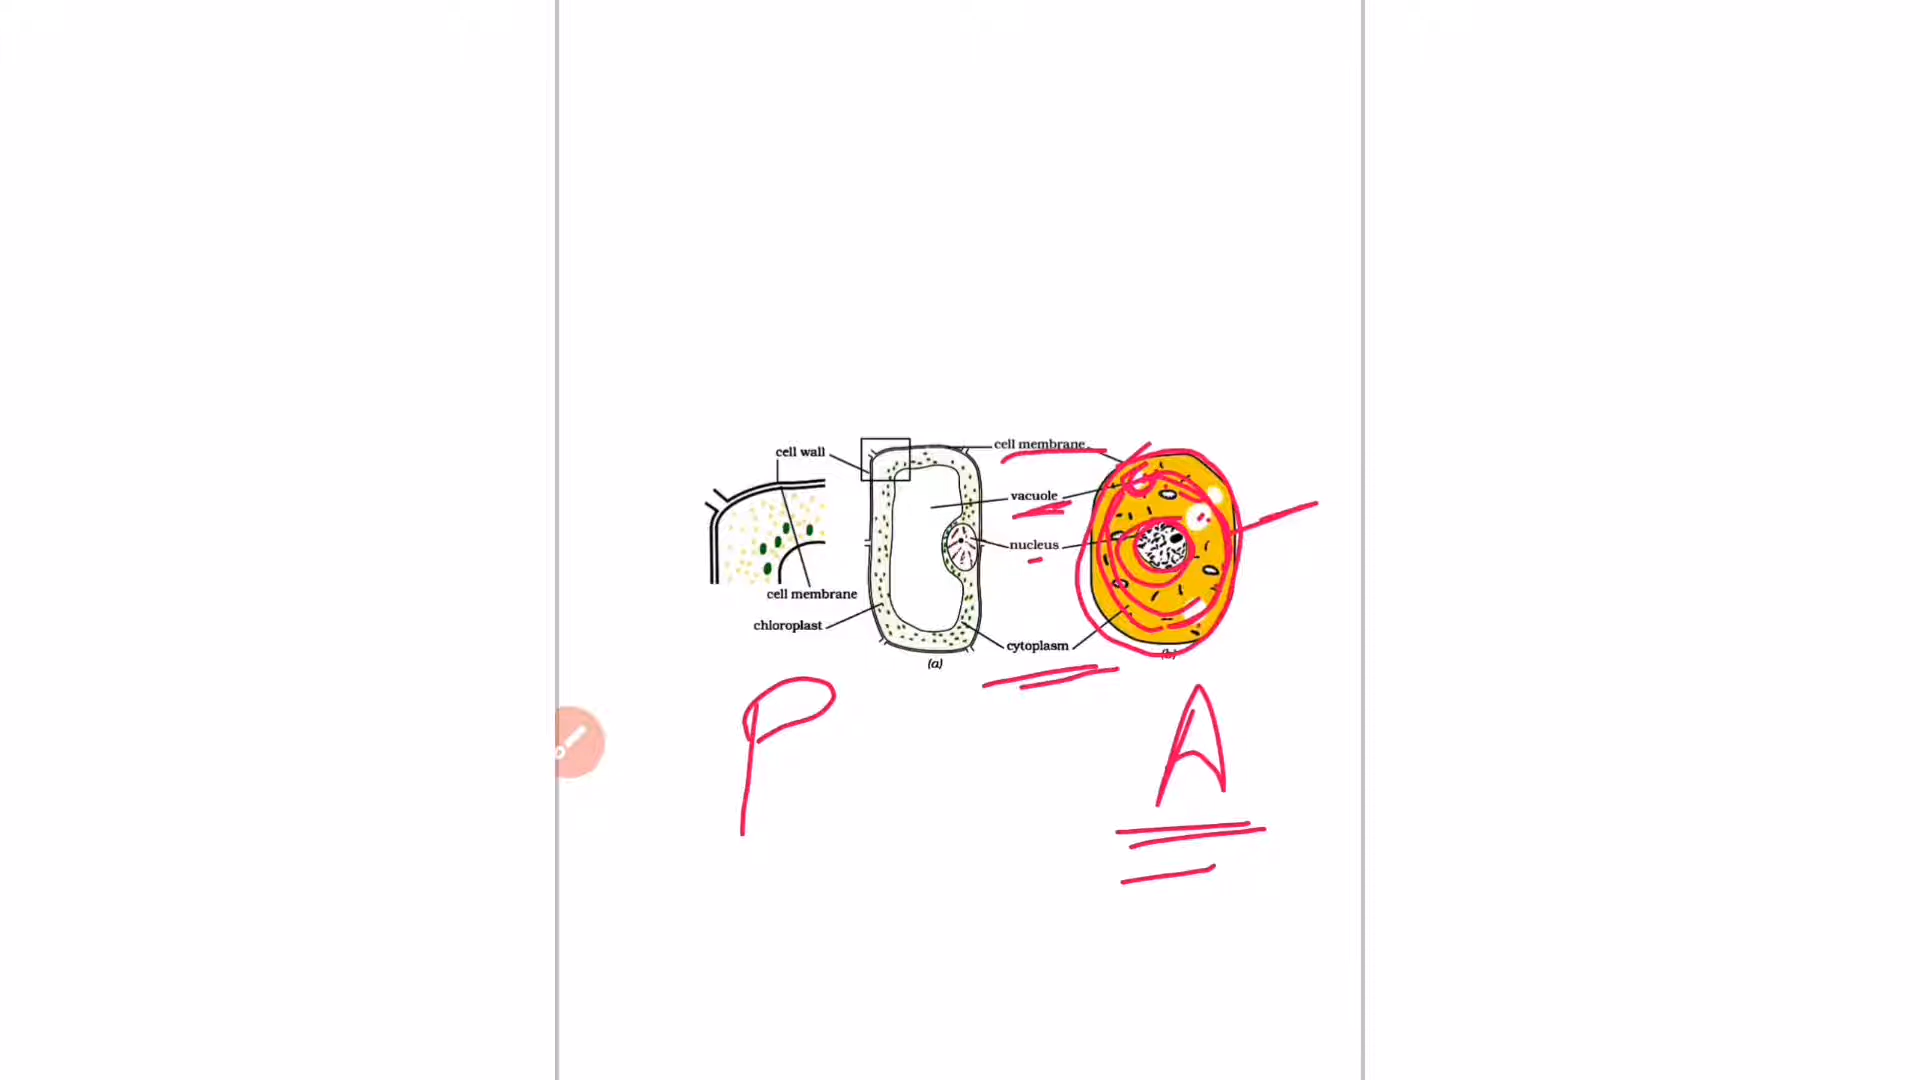 cell membrane
cell wall
vacuole
nucleus
cell membrane
chloroplast
cytoplasm
(a)
(b)
P
A